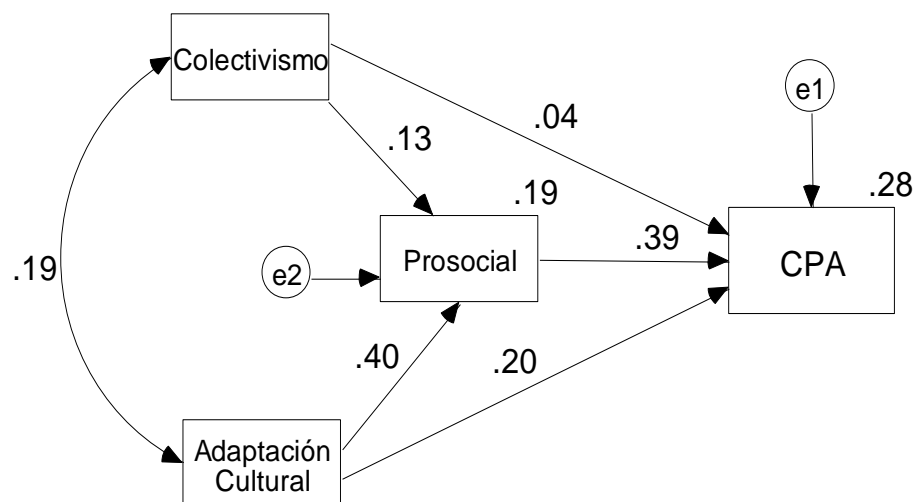 Colectivismo
e1
.04
.13
.28
.19
.39
Prosocial
CPA
.19
e2
.40
.20
Adaptación
Cultural